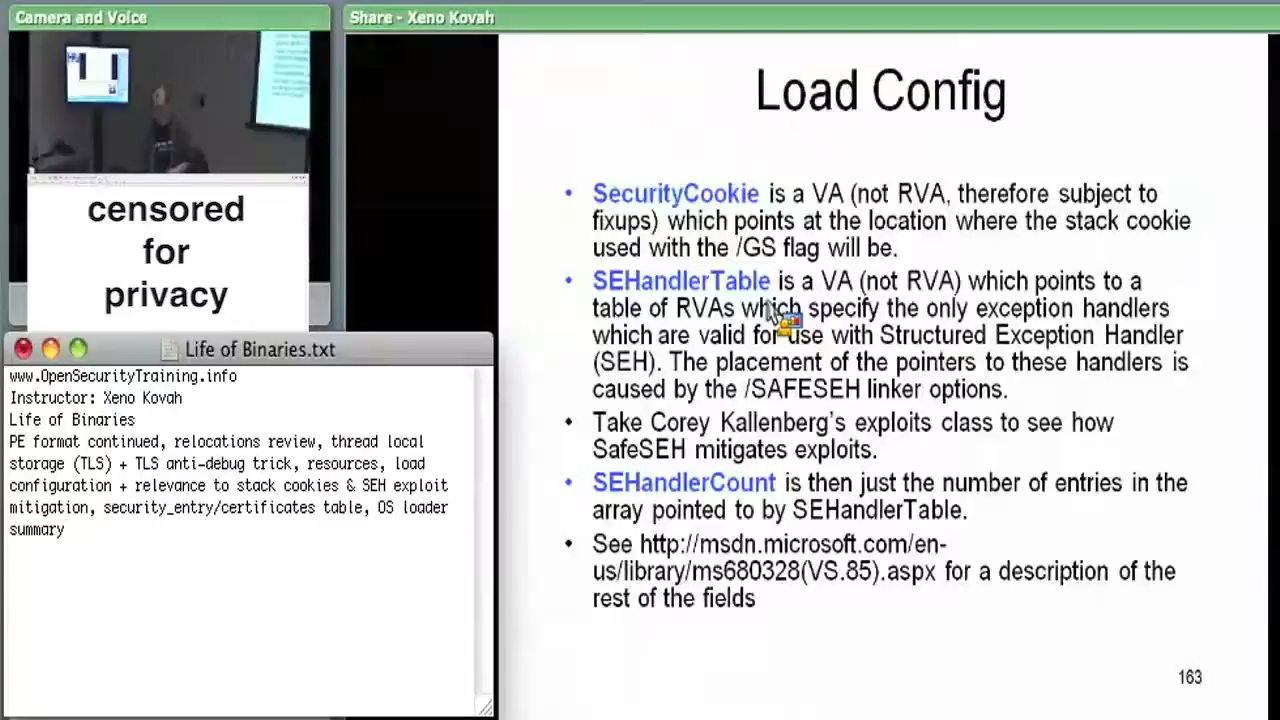 Camera and Voice
Share - Xeno Kovah
censored
for
privacy
Life of Binaries.txt
www.OpenSecurityTraining.info
Instructor: Xeno Kovah
Life of Binaries
PE format continued, relocations review, thread local
storage (TLS) + TLS anti-debug trick, resources, load
configuration + relevance to stack cookies & SEH exploit
mitigation, security_entry/certificates table, OS loader
summary
Load Config
• SecurityCookie is a VA (not RVA, therefore subject to
fixups) which points at the location where the stack cookie
used with the /GS flag will be.
• SEHandlerTable is a VA (not RVA) which points to a
table of RVAs which specify the only exception handlers
which are valid for use with Structured Exception Handler
(SEH). The placement of the pointers to these handlers is
caused by the /SAFESEH linker options.
• Take Corey Kallenberg's exploits class to see how
SafeSEH mitigates exploits.
• SEHandlerCount is then just the number of entries in the
array pointed to by SEHandlerTable.
• See http://msdn.microsoft.com/en-
us/library/ms680328(VS.85).aspx for a description of the
rest of the fields
163